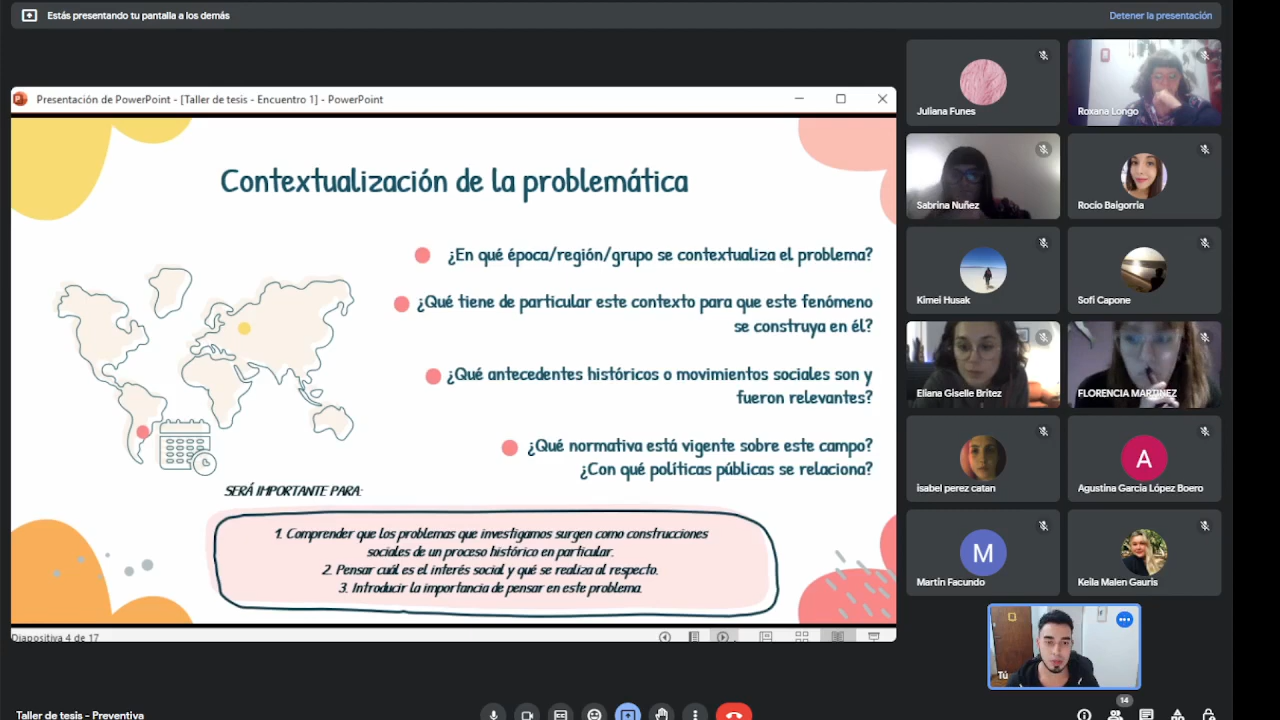 Estás presentando tu pantalla a los demás
Detener la presentación
Presentación de PowerPoint - [Taller de tesis - Encuentro 1] - PowerPoint
Contextualización de la problemática
¿En qué época/región/grupo se contextualiza el problema?
¿Qué tiene de particular este contexto para que este fenómeno
se construya en él?
¿Qué antecedentes históricos o movimientos sociales son y
fueron relevantes?
¿Qué normativa está vigente sobre este campo?
¿Con qué políticas públicas se relaciona?
SERÁ IMPORTANTE PARA:
1. Comprender que los problemas que investigamos surgen como construcciones
sociales de un proceso histórico en particular.
2. Pensar cuál es el interés social y qué se realiza al respecto.
3. Introducir la importancia de pensar en este problema.
Diapositiva 4 de 17
Juliana Funes
Roxana Longo
Sabrina Nuñez
Rocío Baigorria
Kimei Husak
Sofi Capone
Eliana Giselle Britez
FLORENCIA MARTINEZ
isabel perez catan
A
Agustina García López Boero
M
Martín Facundo
Keila Malen Gauris
Tú
14
Taller de tesis - Preventiva